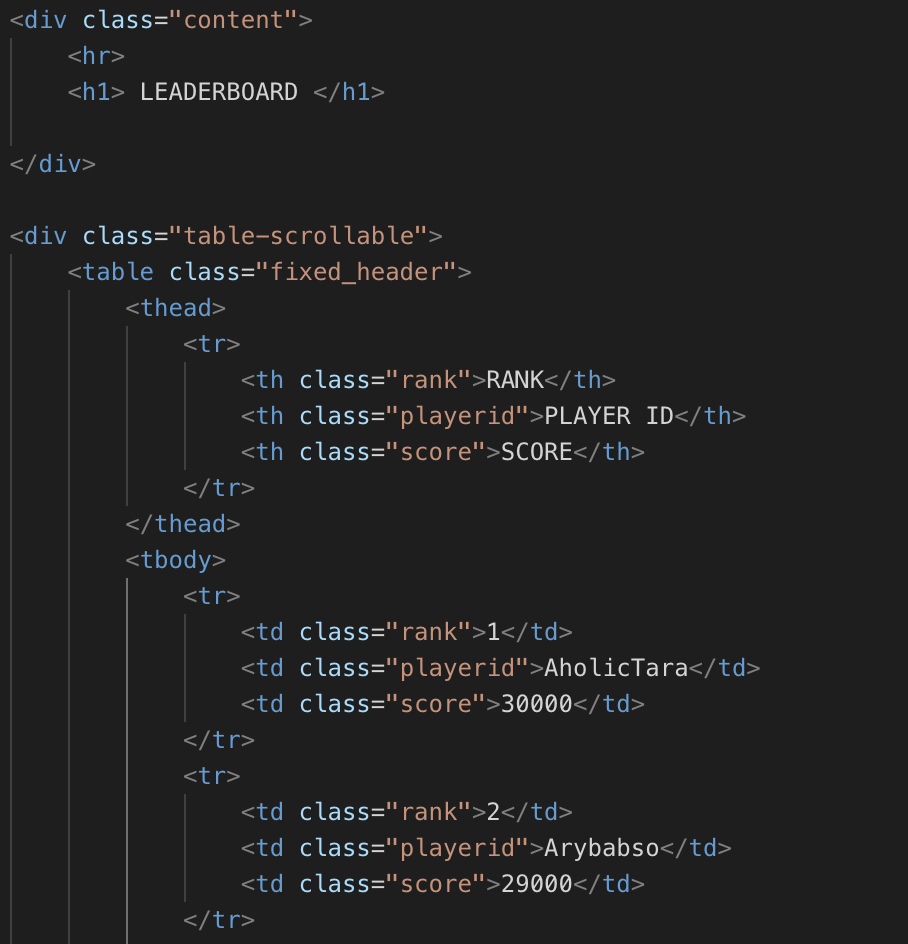 <div class="content">
    <hr>
    <h1> LEADERBOARD </h1>

</div>

<div class="table-scrollable">
    <table class="fixed_header">
        <thead>
            <tr>
                <th class="rank">RANK</th>
                <th class="playerid">PLAYER ID</th>
                <th class="score">SCORE</th>
            </tr>
        </thead>
        <tbody>
            <tr>
                <td class="rank">1</td>
                <td class="playerid">AholicTara</td>
                <td class="score">30000</td>
            </tr>
            <tr>
                <td class="rank">2</td>
                <td class="playerid">Arybabso</td>
                <td class="score">29000</td>
            </tr>